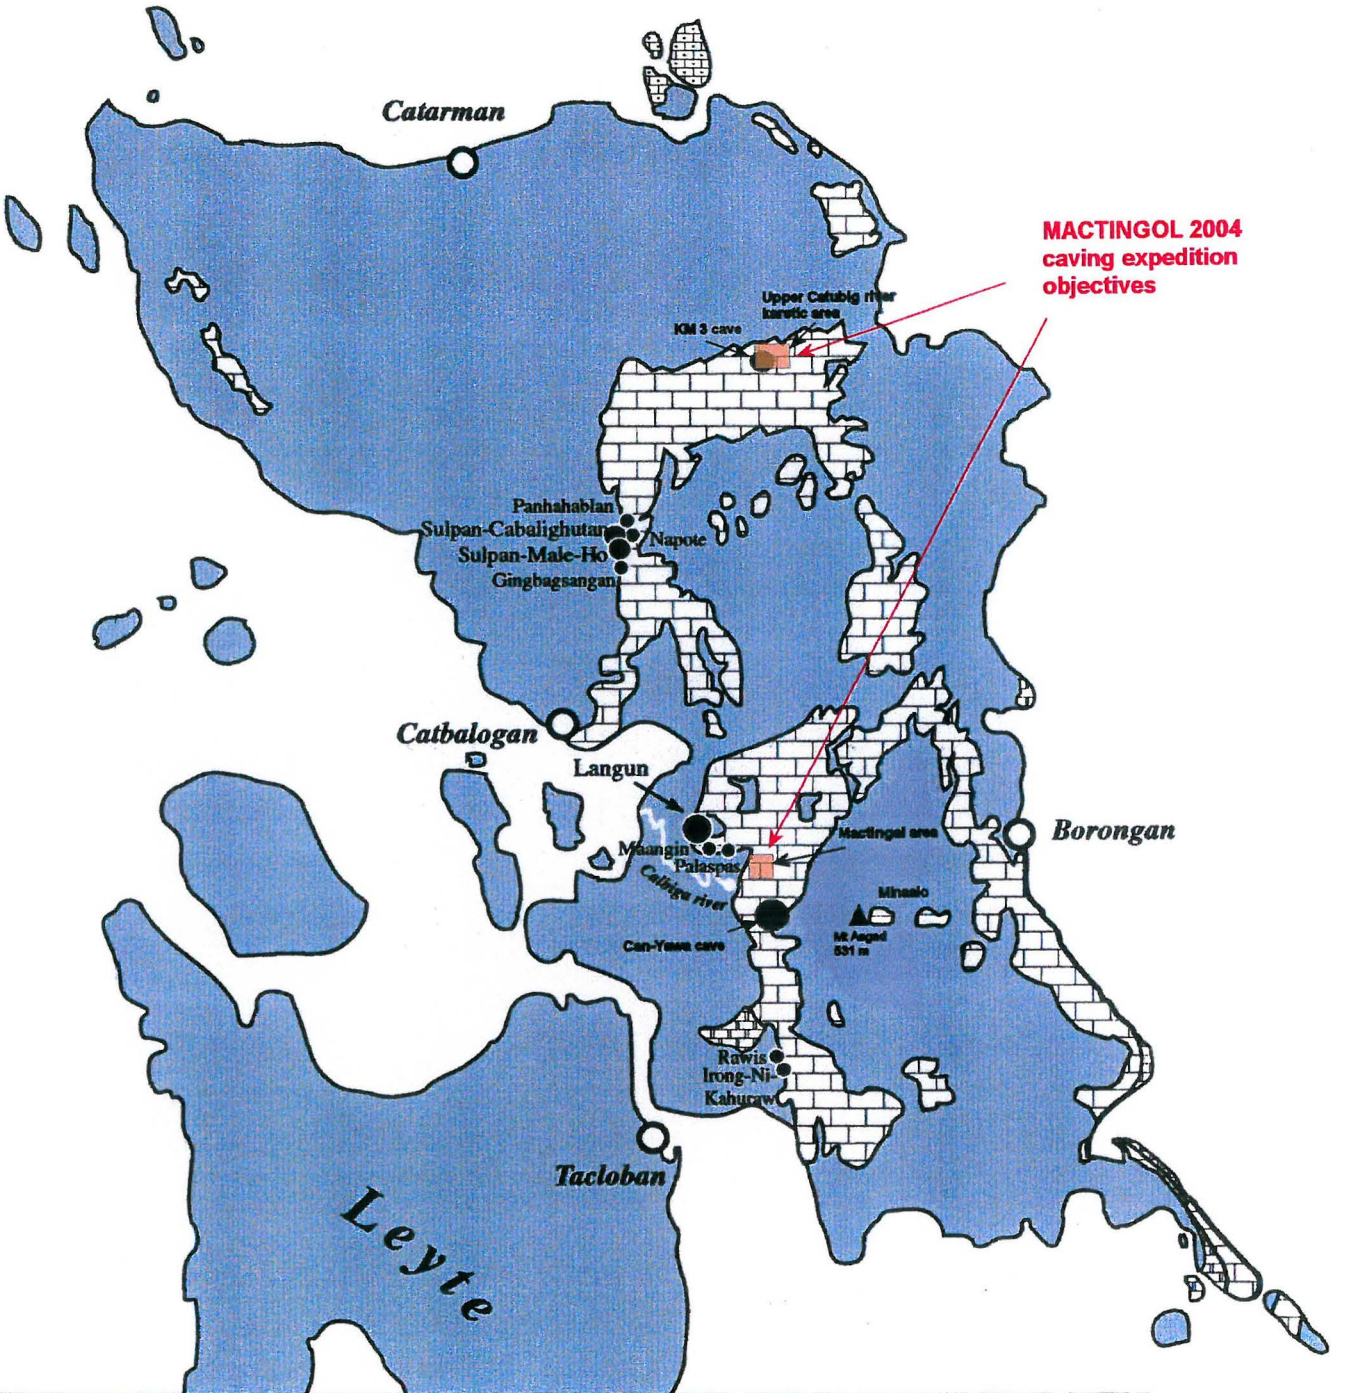 Catarman
MACTINGOL 2004
caving expedition
objectives
Upper Catubig river
karstic area
KM 3 cave
Panhahablan
Sulpan-Cabalighutan
Napote
Sulpan-Male-Ho
Gingbagsangan
Catbalogan
Langun
Borongan
Mactingol area
Maangin
Palaspas
Calbiga river
Minaalo
Can-Yawa cave
Mt Asgad
531 m
Rawis
Irong-Ni-
Kahuraw
Tacloban
Leyte